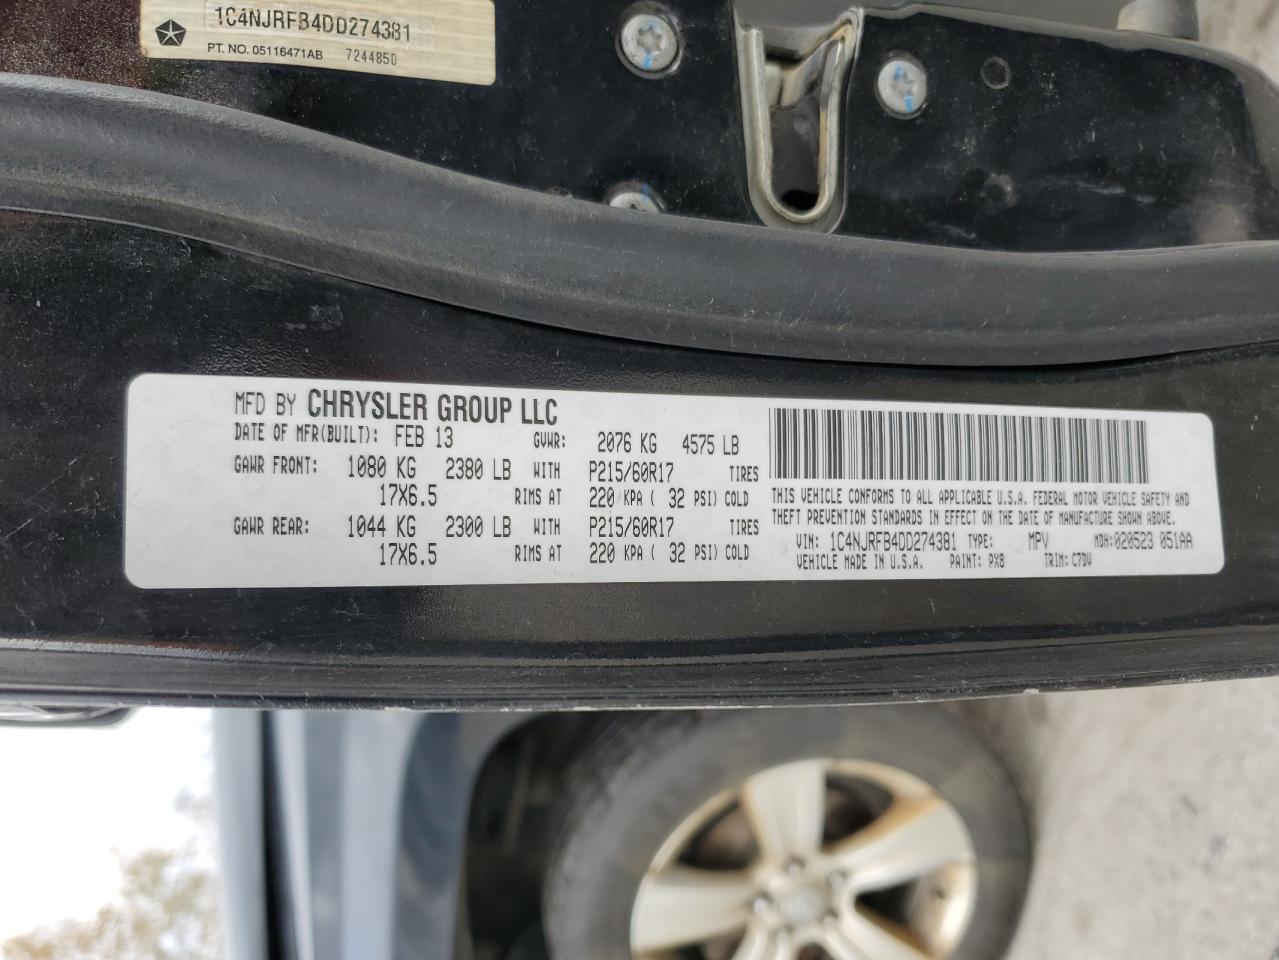 1C4NJRFB4DD274381
PT. NO. 05116471AB 7244850
MFD BY CHRYSLER GROUP LLC
DATE OF MFR(BUILT): FEB 13 GVWR: 2076 KG 4575 LB
GAWR FRONT: 1080 KG 2380 LB WITH P215/60R17 TIRES
17X6.5 RIMS AT 220 KPA ( 32 PSI) COLD
GAWR REAR: 1044 KG 2300 LB WITH P215/60R17 TIRES
17X6.5 RIMS AT 220 KPA ( 32 PSI) COLD
THIS VEHICLE CONFORMS TO ALL APPLICABLE U.S.A. FEDERAL MOTOR VEHICLE SAFETY AND
THEFT PREVENTION STANDARDS IN EFFECT ON THE DATE OF MANUFACTURE SHOWN ABOVE.
VIN: 1C4NJRFB4DD274381 TYPE: MPV MDH: 020523 051AA
VEHICLE MADE IN U.S.A. PAINT: PX8 TRIM: C7DV